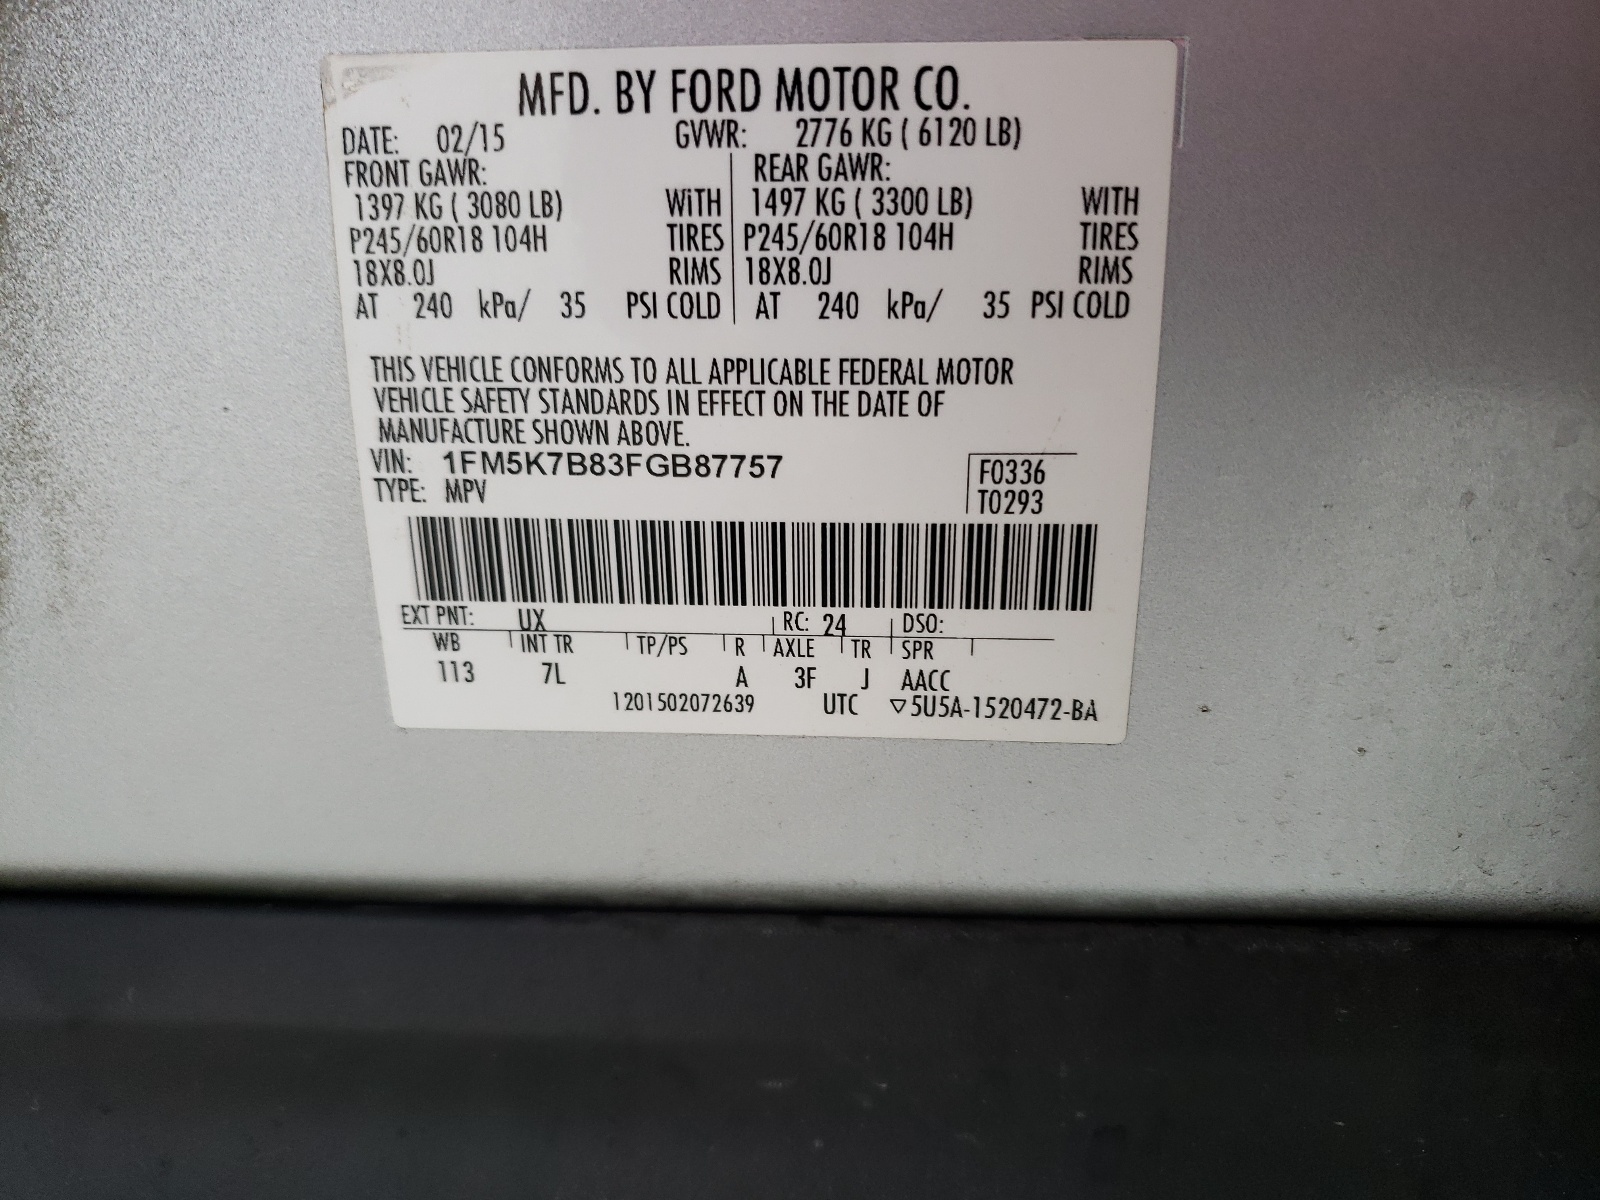 MFD. BY FORD MOTOR CO.
DATE: 02/15 GVWR: 2776 KG ( 6120 LB)
FRONT GAWR: REAR GAWR:
1397 KG ( 3080 LB) WiTH 1497 KG ( 3300 LB) WITH
P245/60R18 104H TIRES P245/60R18 104H TIRES
18X8.0J RIMS 18X8.0J RIMS
AT 240 kPa/ 35 PSI COLD AT 240 kPa/ 35 PSI COLD
THIS VEHICLE CONFORMS TO ALL APPLICABLE FEDERAL MOTOR
VEHICLE SAFETY STANDARDS IN EFFECT ON THE DATE OF
MANUFACTURE SHOWN ABOVE.
VIN: 1FM5K7B83FGB87757 F0336
TYPE: MPV T0293
EXT PNT: UX RC: 24 DSO:
WB INT TR TP/PS R AXLE TR SPR
113 7L A 3F J AACC
1201502072639 UTC ▽5U5A-1520472-BA